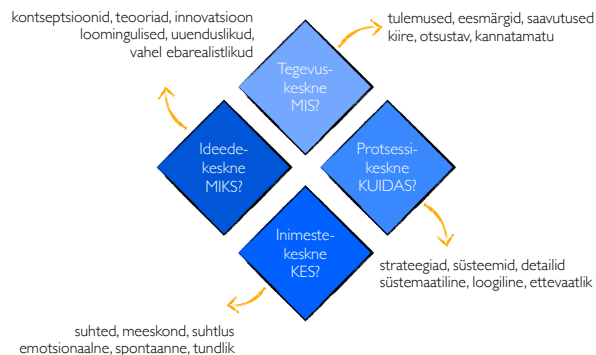 kontseptsioonid, teooriad, innovatsioon
loomingulised, uuenduslikud,
vahel ebarealistlikud
tulemused, eesmärgid, saavutused
kiire, otsustav, kannatamatu
Tegevus-
keskne
MIS?
Ideede-
keskne
MIKS?
Protsessi-
keskne
KUIDAS?
Inimeste-
keskne
KES?
strateegiad, süsteemid, detailid
süstemaatiline, loogiline, ettevaatlik
suhted, meeskond, suhtlus
emotsionaalne, spontaanne, tundlik